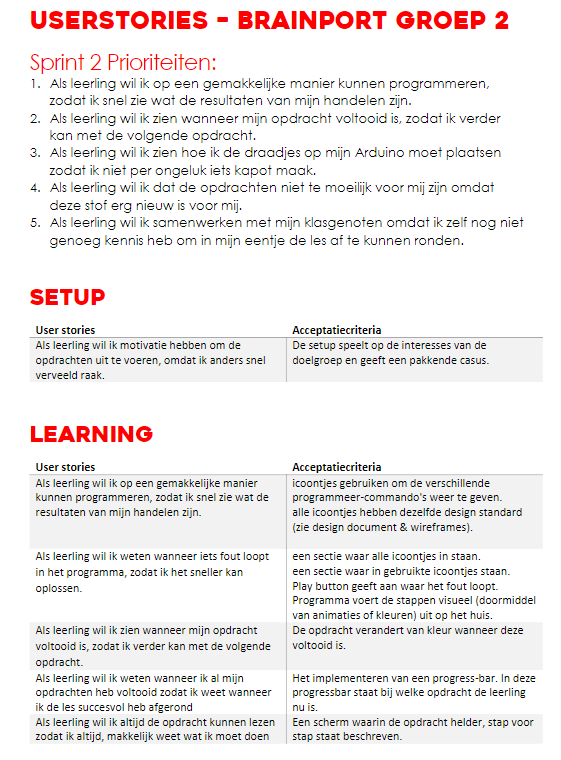 USERSTORIES - BRAINPORT GROEP 2
Sprint 2 Prioriteiten:
1. Als leerling wil ik op een gemakkelijke manier kunnen programmeren,
zodat ik snel zie wat de resultaten van mijn handelen zijn.
2. Als leerling wil ik zien wanneer mijn opdracht voltooid is, zodat ik verder
kan met de volgende opdracht.
3. Als leerling wil ik zien hoe ik de draadjes op mijn Arduino moet plaatsen
zodat ik niet per ongeluk iets kapot maak.
4. Als leerling wil ik dat de opdrachten niet te moeilijk voor mij zijn omdat
deze stof erg nieuw is voor mij.
5. Als leerling wil ik samenwerken met mijn klasgenoten omdat ik zelf nog niet
genoeg kennis heb om in mijn eentje de les af te kunnen ronden.
SETUP
User stories
Acceptatiecriteria
Als leerling wil ik motivatie hebben om de
opdrachten uit te voeren, omdat ik anders snel
verveeld raak.
De setup speelt op de interesses van de
doelgroep en geeft een pakkende casus.
LEARNING
User stories
Acceptatiecriteria
Als leerling wil ik op een gemakkelijke manier
kunnen programmeren, zodat ik snel zie wat de
resultaten van mijn handelen zijn.
icoontjes gebruiken om de verschillende
programmeer-commando's weer te geven.
alle icoontjes hebben dezelfde design standard
(zie design document & wireframes).
Als leerling wil ik weten wanneer iets fout loopt
in het programma, zodat ik het sneller kan
oplossen.
een sectie waar alle icoontjes in staan.
een sectie waar in gebruikte icoontjes staan.
Play button geeft aan waar het fout loopt.
Programma voert de stappen visueel (doormiddel
van animaties of kleuren) uit op het huis.
Als leerling wil ik zien wanneer mijn opdracht
voltooid is, zodat ik verder kan met de volgende
opdracht.
De opdracht verandert van kleur wanneer deze
voltooid is.
Als leerling wil ik weten wanneer ik al mijn
opdrachten heb voltooid zodat ik weet wanneer
ik de les succesvol heb afgerond
Het implementeren van een progress-bar. In deze
progressbar staat bij welke opdracht de leerling
nu is.
Als leerling wil ik altijd de opdracht kunnen lezen
zodat ik altijd, makkelijk weet wat ik moet doen
Een scherm waarin de opdracht helder, stap voor
stap staat beschreven.